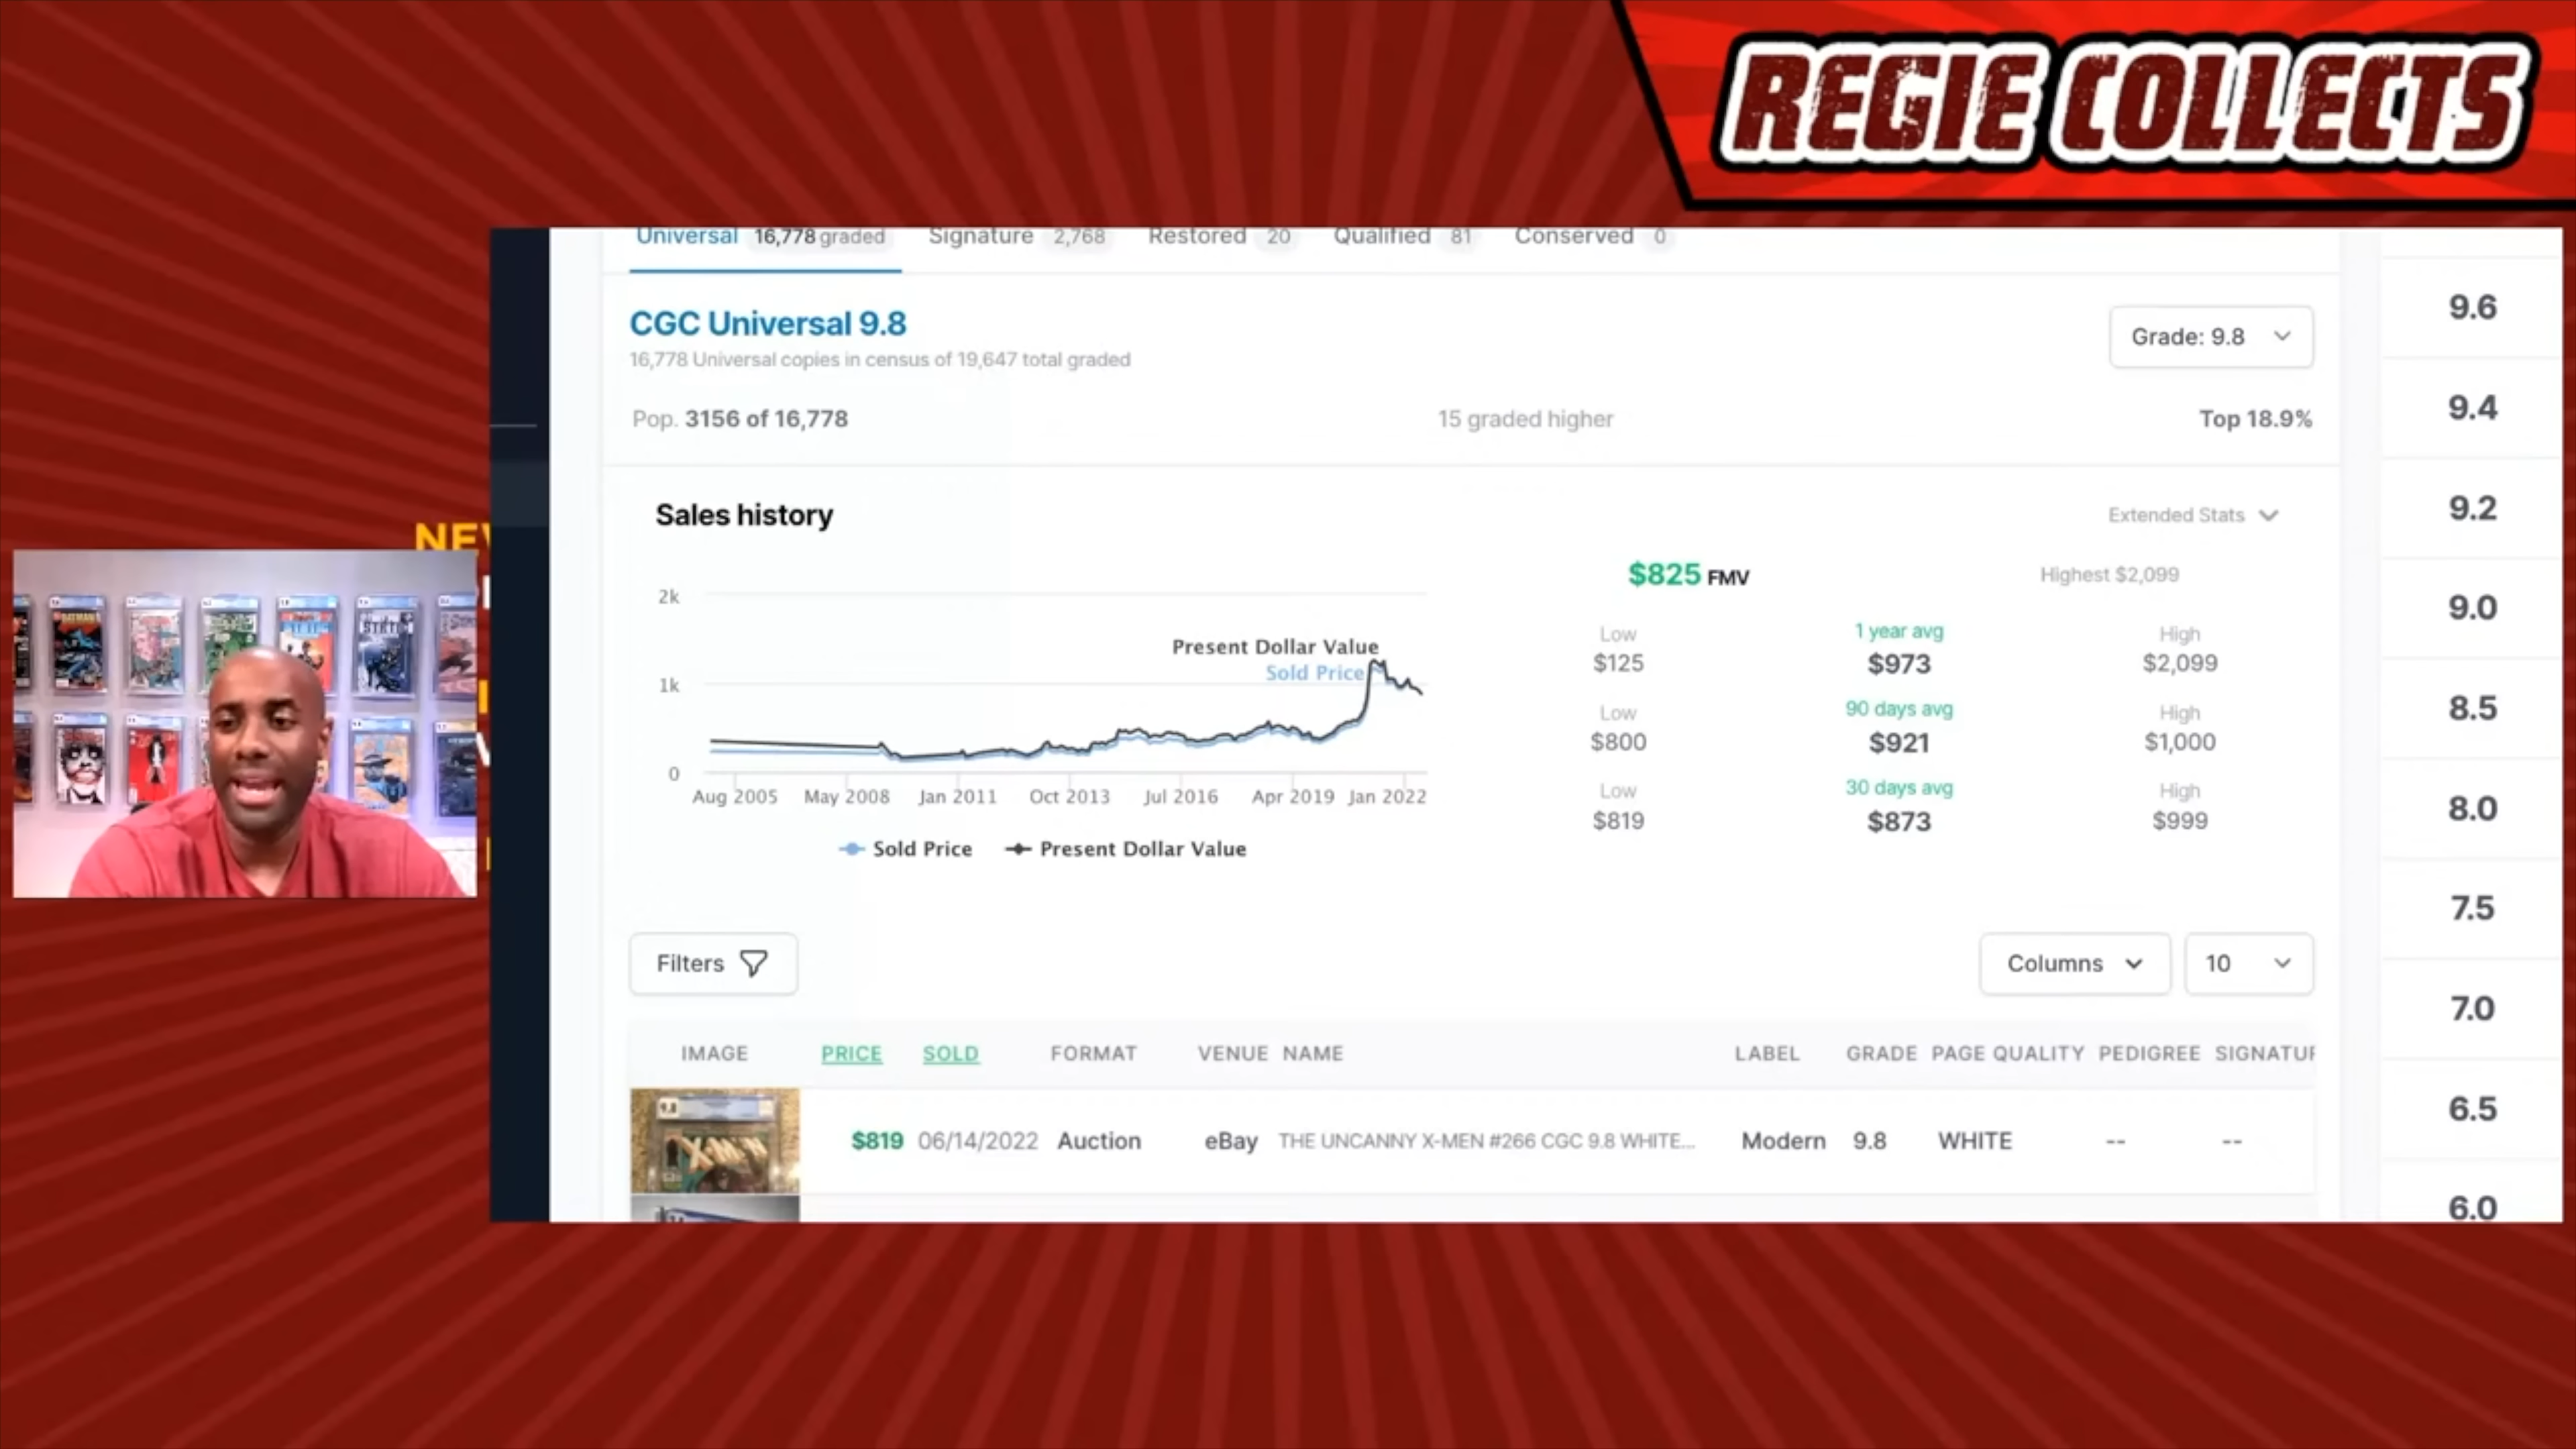 REGIE COLLECTS
Universal 16,778 graded Signature 2,768 Restored 20 Qualified 81 Conserved 0
CGC Universal 9.8
16,778 Universal copies in census of 19,647 total graded
Grade: 9.8
Pop. 3156 of 16,778 15 graded higher Top 18.9%
Sales history
Extended Stats
$825 FMV Highest $2,099
Low 1 year avg High
$125 $973 $2,099
Low 90 days avg High
$800 $921 $1,000
Low 30 days avg High
$819 $873 $999
2k
1k
0
Present Dollar Value
Sold Price
Aug 2005 May 2008 Jan 2011 Oct 2013 Jul 2016 Apr 2019 Jan 2022
Sold Price Present Dollar Value
Filters
Columns 10
IMAGE PRICE SOLD FORMAT VENUE NAME LABEL GRADE PAGE QUALITY PEDIGREE SIGNATUR
9.8
X-MEN
$819 06/14/2022 Auction eBay THE UNCANNY X-MEN #266 CGC 9.8 WHITE... Modern 9.8 WHITE -- --
9.6
9.4
9.2
9.0
8.5
8.0
7.5
7.0
6.5
6.0
BATMAN